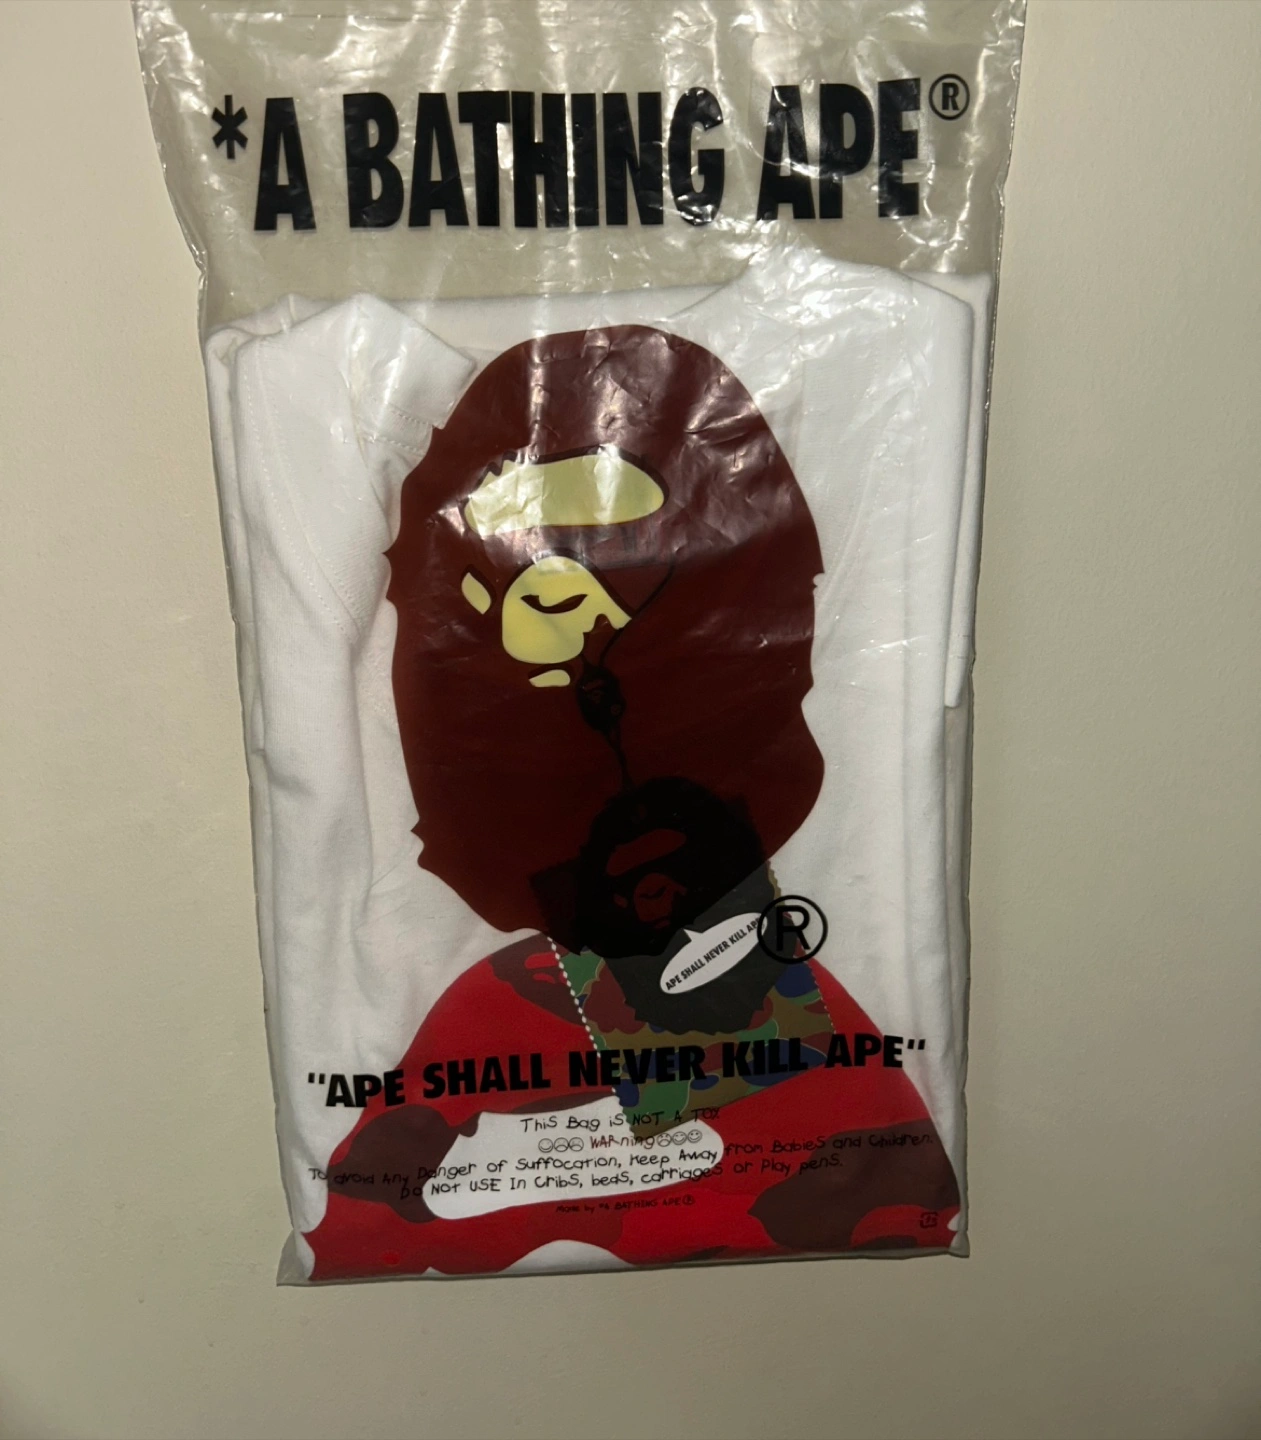 *A BATHING APE®
APE SHALL NEVER KILL APE
®
"APE SHALL NEVER KILL APE"
THiS Bag iS NOT A TOY
WARning
To avoid Any Danger of Suffocation, Keep Away from BabieS and Children.
Do NOT USE In CribS, bedS, carriageS or Play penS.
Made by *A BATHING APE®